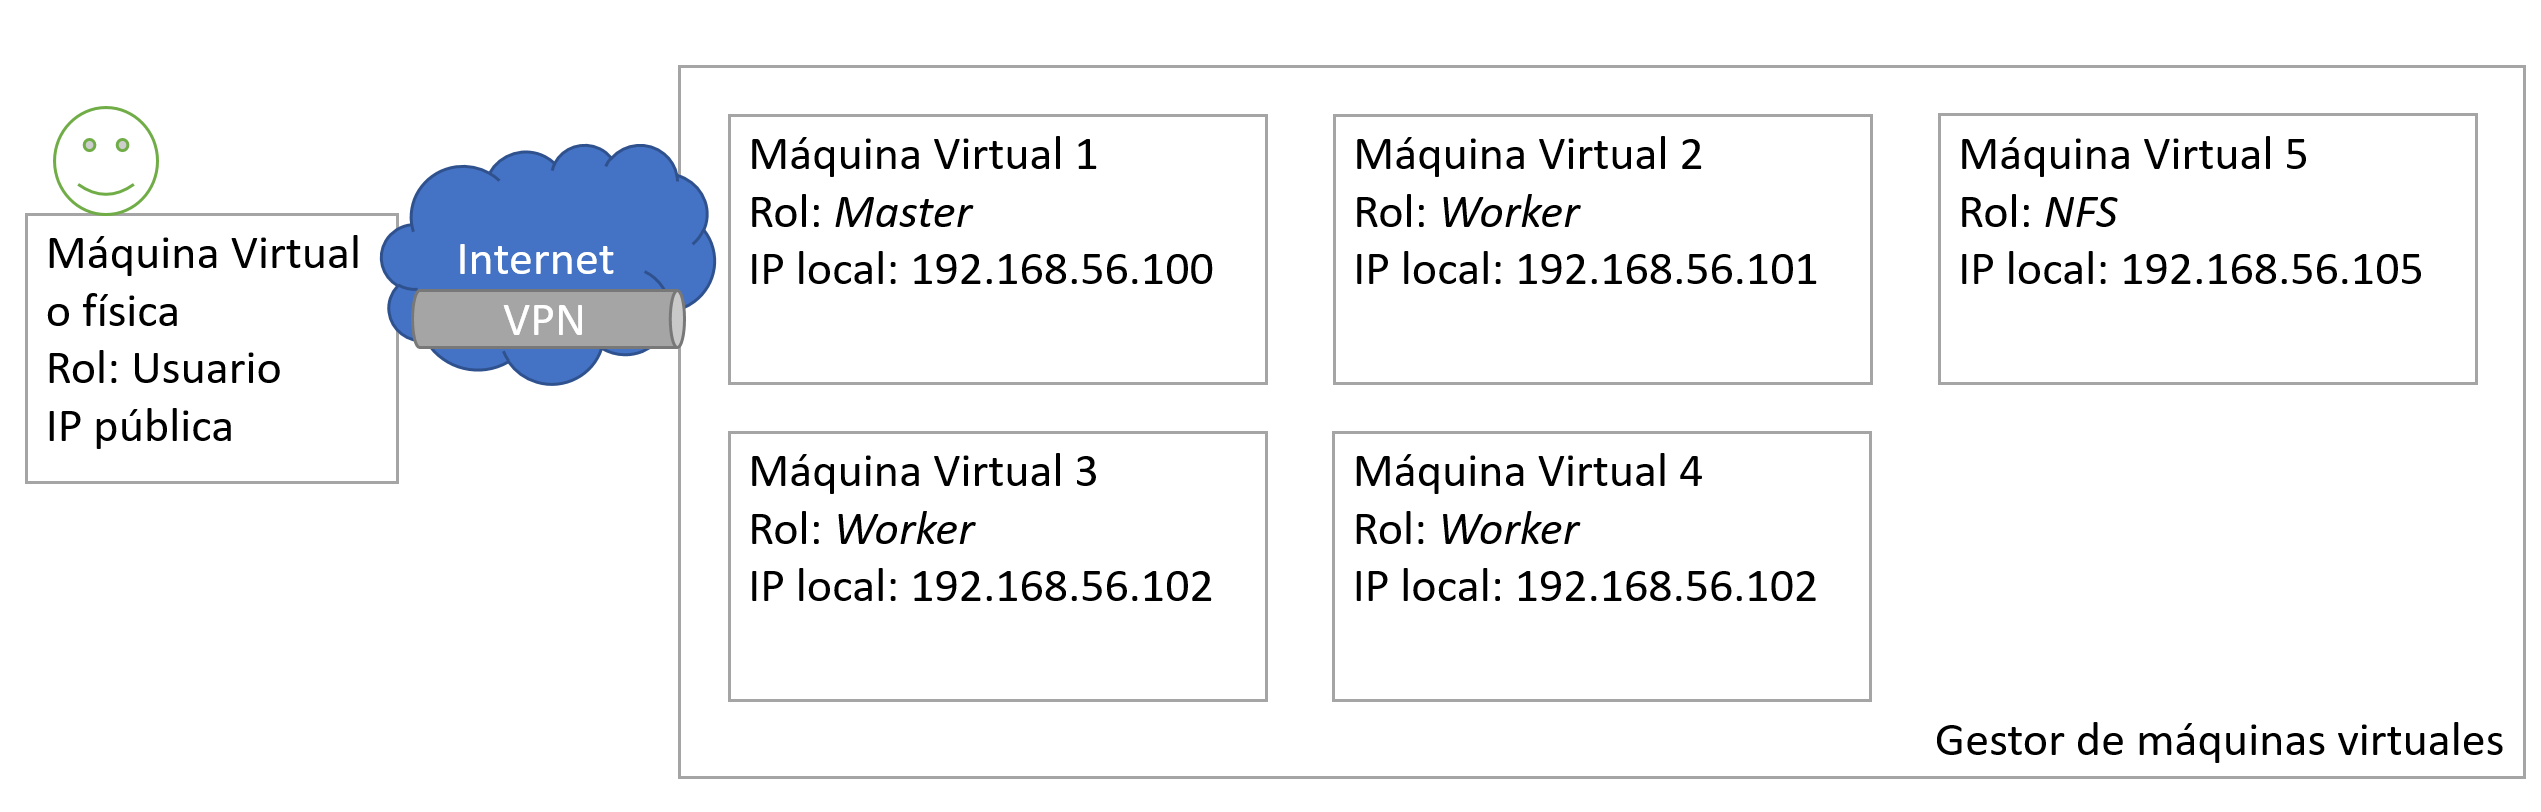 Máquina Virtual
o física
Rol: Usuario
IP pública
Internet
VPN
Máquina Virtual 1
Rol: Master
IP local: 192.168.56.100
Máquina Virtual 2
Rol: Worker
IP local: 192.168.56.101
Máquina Virtual 5
Rol: NFS
IP local: 192.168.56.105
Máquina Virtual 3
Rol: Worker
IP local: 192.168.56.102
Máquina Virtual 4
Rol: Worker
IP local: 192.168.56.102
Gestor de máquinas virtuales